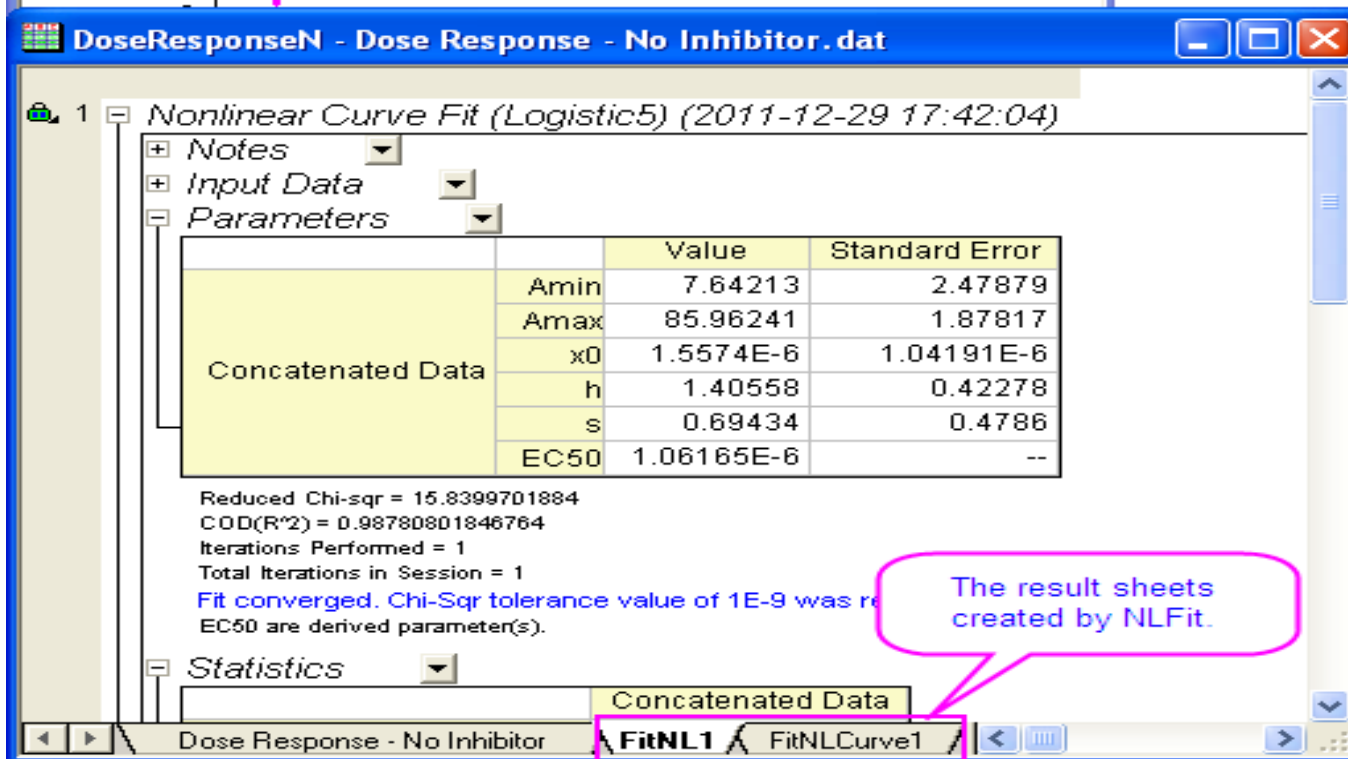 DoseResponseN - Dose Response - No Inhibitor.dat
1 Nonlinear Curve Fit (Logistic5) (2011-12-29 17:42:04)
Notes
Input Data
Parameters
Value Standard Error
Concatenated Data
Amin 7.64213 2.47879
Amax 85.96241 1.87817
x0 1.5574E-6 1.04191E-6
h 1.40558 0.42278
s 0.69434 0.4786
EC50 1.06165E-6 --
Reduced Chi-sqr = 15.8399701884
COD(R^2) = 0.98780801846764
Iterations Performed = 1
Total Iterations in Session = 1
Fit converged. Chi-Sqr tolerance value of 1E-9 was
EC50 are derived parameter(s).
The result sheets
created by NLFit.
Statistics
Concatenated Data
Dose Response - No Inhibitor FitNL1 FitNLCurve1